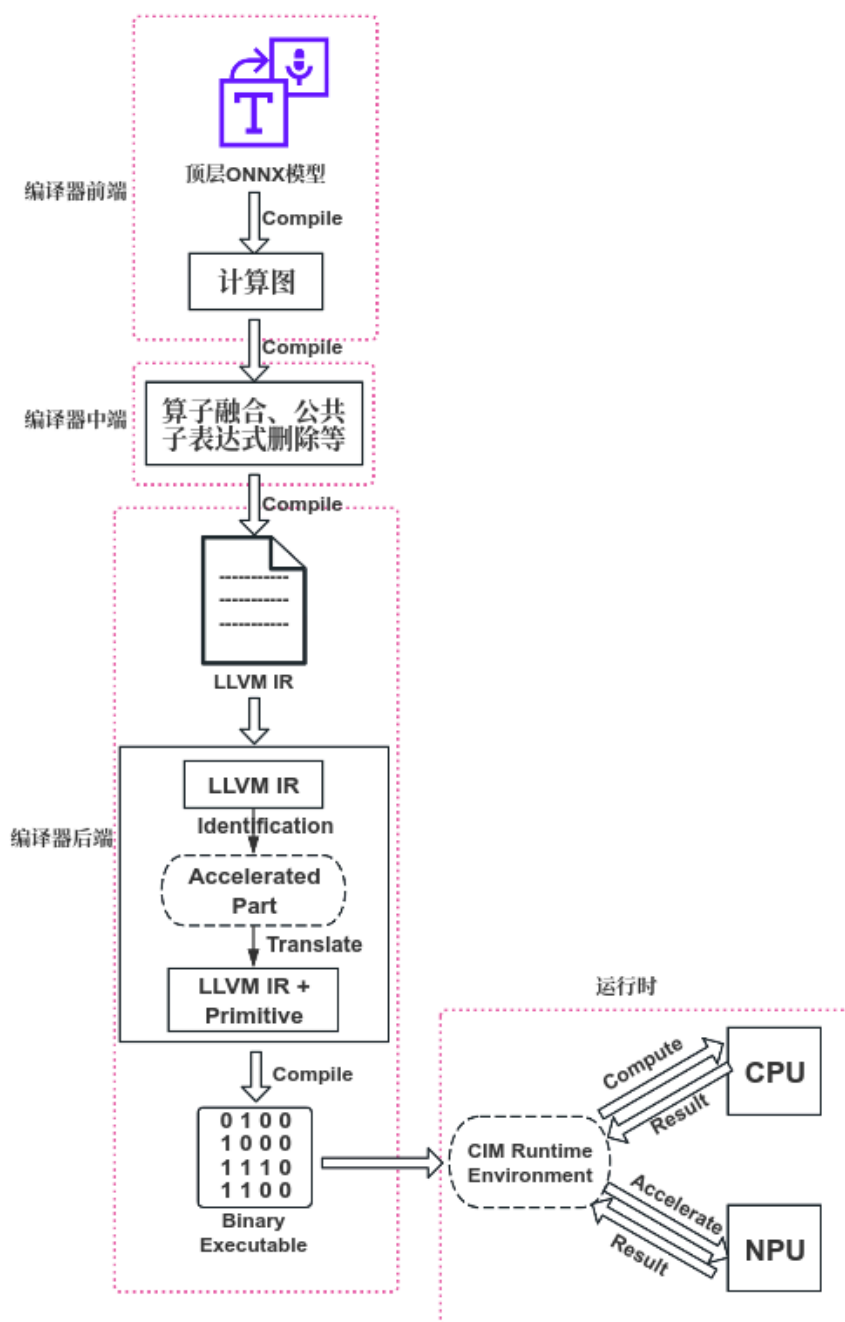 T
顶层ONNX模型
编译器前端
Compile
计算图
Compile
编译器中端
算子融合、公共
子表达式删除等
Compile
LLVM IR
LLVM IR
Identification
编译器后端
Accelerated
Part
Translate
LLVM IR +
Primitive
Compile
0 1 0 0
1 0 0 0
1 1 1 0
1 1 0 0
Binary
Executable
运行时
CIM Runtime
Environment
Compute
Result
CPU
Accelerate
Result
NPU